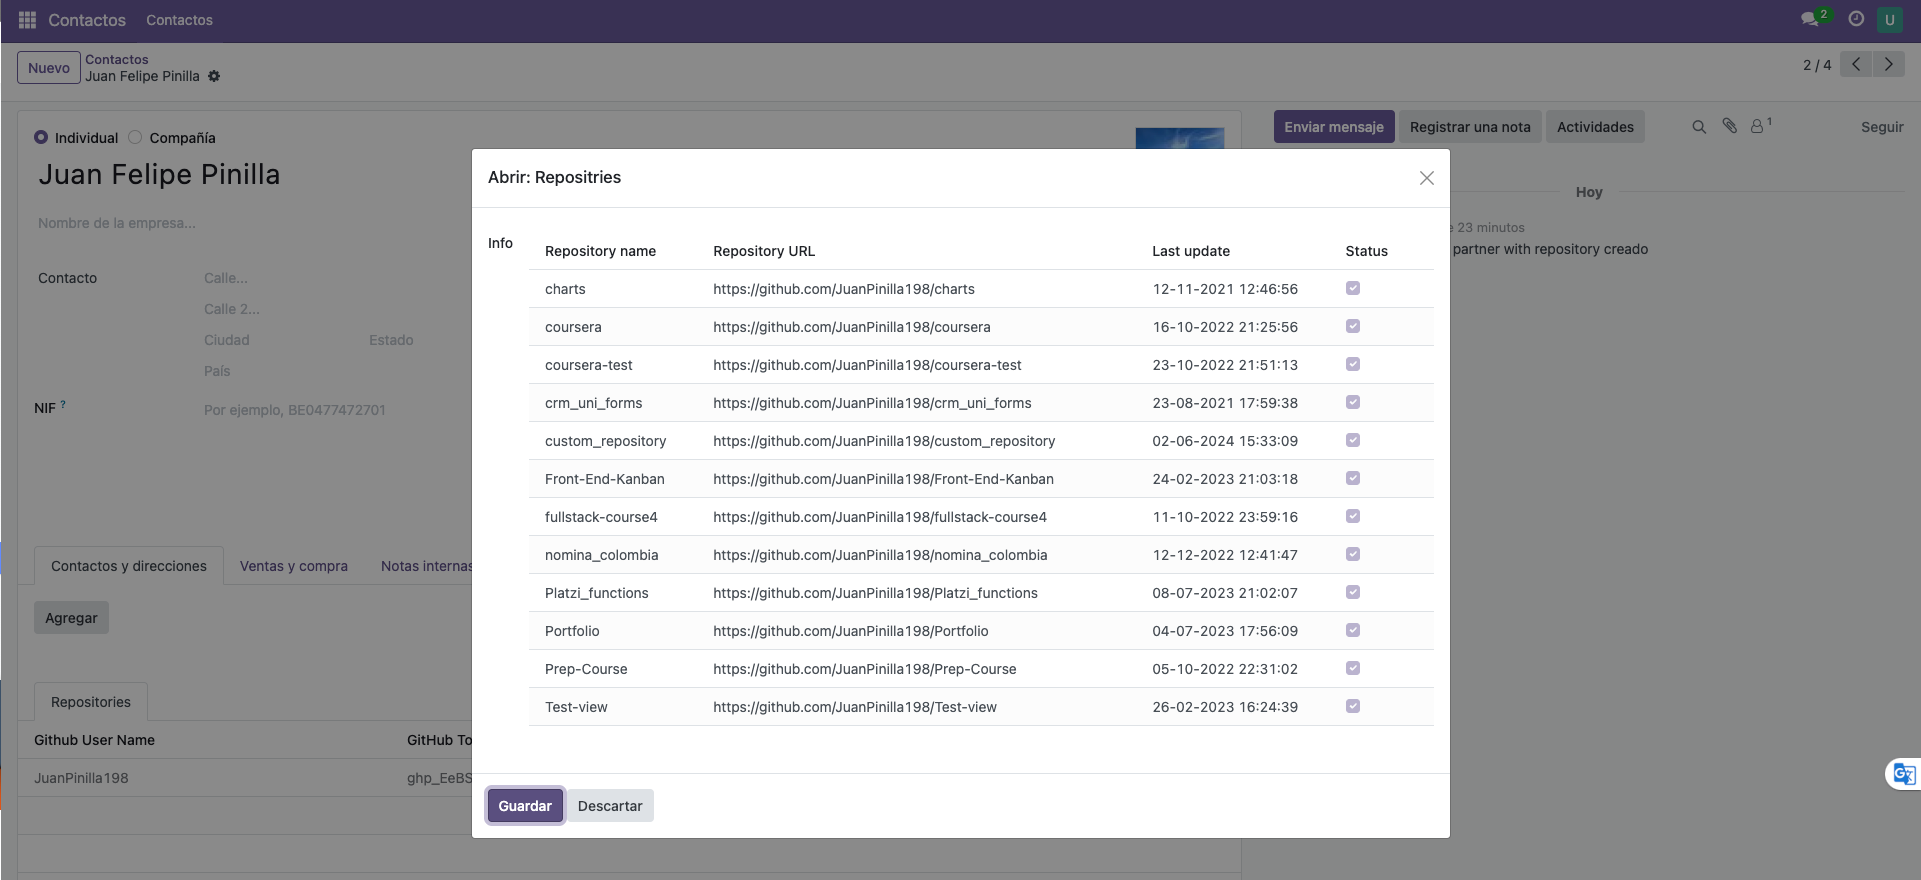 Contactos Contactos 2 U
Nuevo Contactos
Juan Felipe Pinilla 2 / 4
Individual Compañía
Enviar mensaje Registrar una nota Actividades 1 Seguir
Juan Felipe Pinilla
Nombre de la empresa...
Contacto Calle...
Calle 2...
Ciudad Estado
País
NIF ? Por ejemplo, BE0477472701
Contactos y direcciones Ventas y compra Notas internas
Agregar
Repositories
Github User Name GitHub To
JuanPinilla198 ghp_EeBS
Abrir: Repositries
Info
Repository name Repository URL Last update Status
charts https://github.com/JuanPinilla198/charts 12-11-2021 12:46:56
coursera https://github.com/JuanPinilla198/coursera 16-10-2022 21:25:56
coursera-test https://github.com/JuanPinilla198/coursera-test 23-10-2022 21:51:13
crm_uni_forms https://github.com/JuanPinilla198/crm_uni_forms 23-08-2021 17:59:38
custom_repository https://github.com/JuanPinilla198/custom_repository 02-06-2024 15:33:09
Front-End-Kanban https://github.com/JuanPinilla198/Front-End-Kanban 24-02-2023 21:03:18
fullstack-course4 https://github.com/JuanPinilla198/fullstack-course4 11-10-2022 23:59:16
nomina_colombia https://github.com/JuanPinilla198/nomina_colombia 12-12-2022 12:41:47
Platzi_functions https://github.com/JuanPinilla198/Platzi_functions 08-07-2023 21:02:07
Portfolio https://github.com/JuanPinilla198/Portfolio 04-07-2023 17:56:09
Prep-Course https://github.com/JuanPinilla198/Prep-Course 05-10-2022 22:31:02
Test-view https://github.com/JuanPinilla198/Test-view 26-02-2023 16:24:39
Guardar Descartar
Hoy
e 23 minutos
partner with repository creado